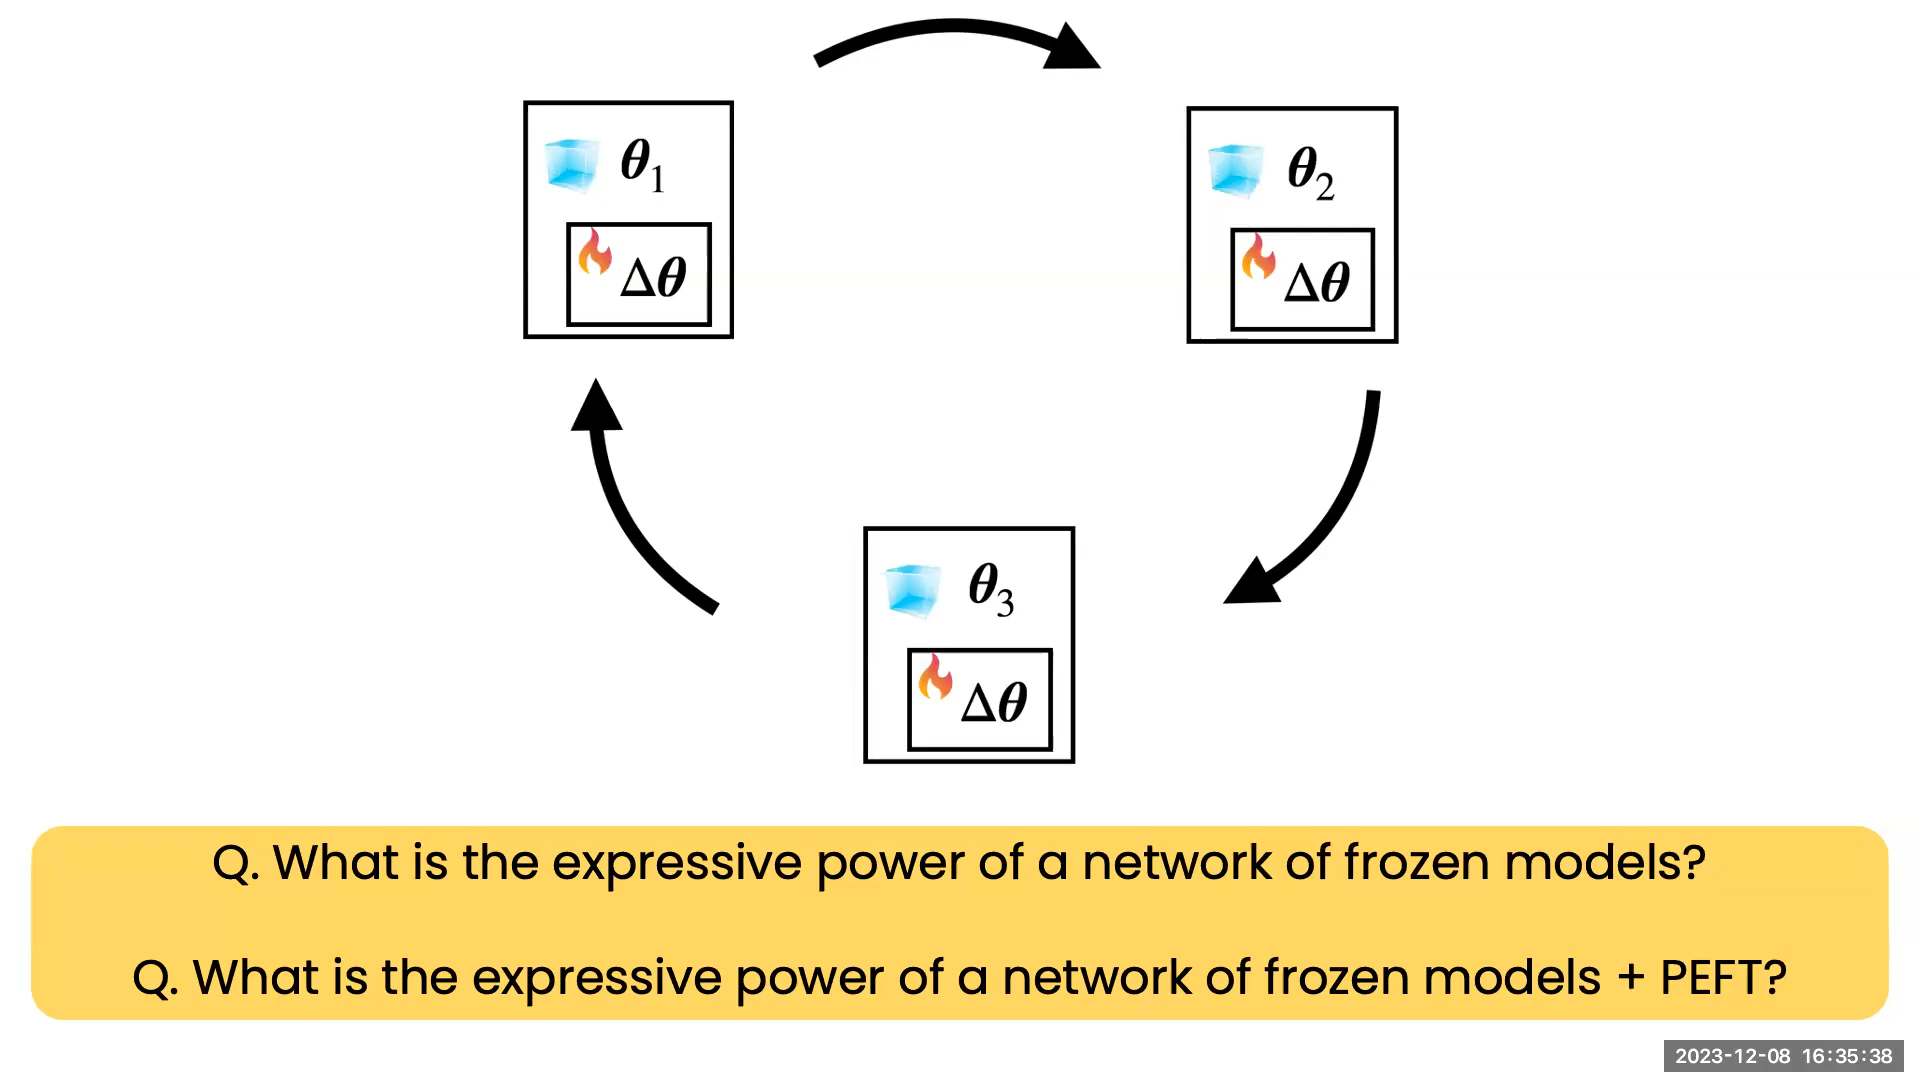 θ₁
Δθ
θ₂
Δθ
θ₃
Δθ
Q. What is the expressive power of a network of frozen models?
Q. What is the expressive power of a network of frozen models + PEFT?
2023-12-08 16:35:38